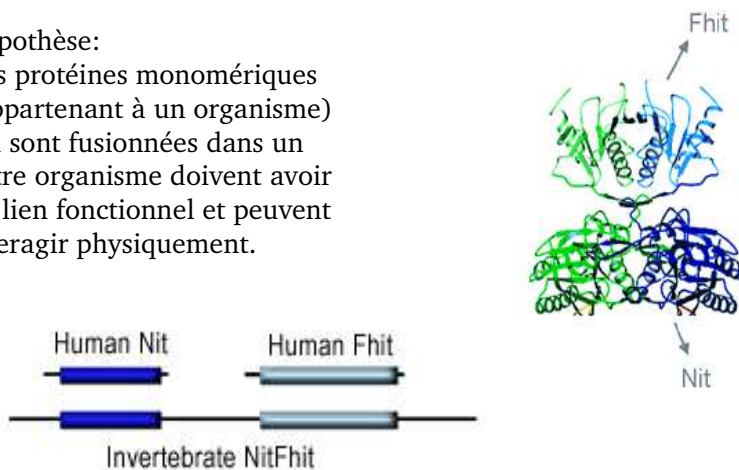 pothèse:
s protéines monomériques
ppartenant à un organisme)
sont fusionnées dans un
tre organisme doivent avoir
lien fonctionnel et peuvent
eragir physiquement.
Fhit
Nit
Human Nit
Human Fhit
Invertebrate NitFhit